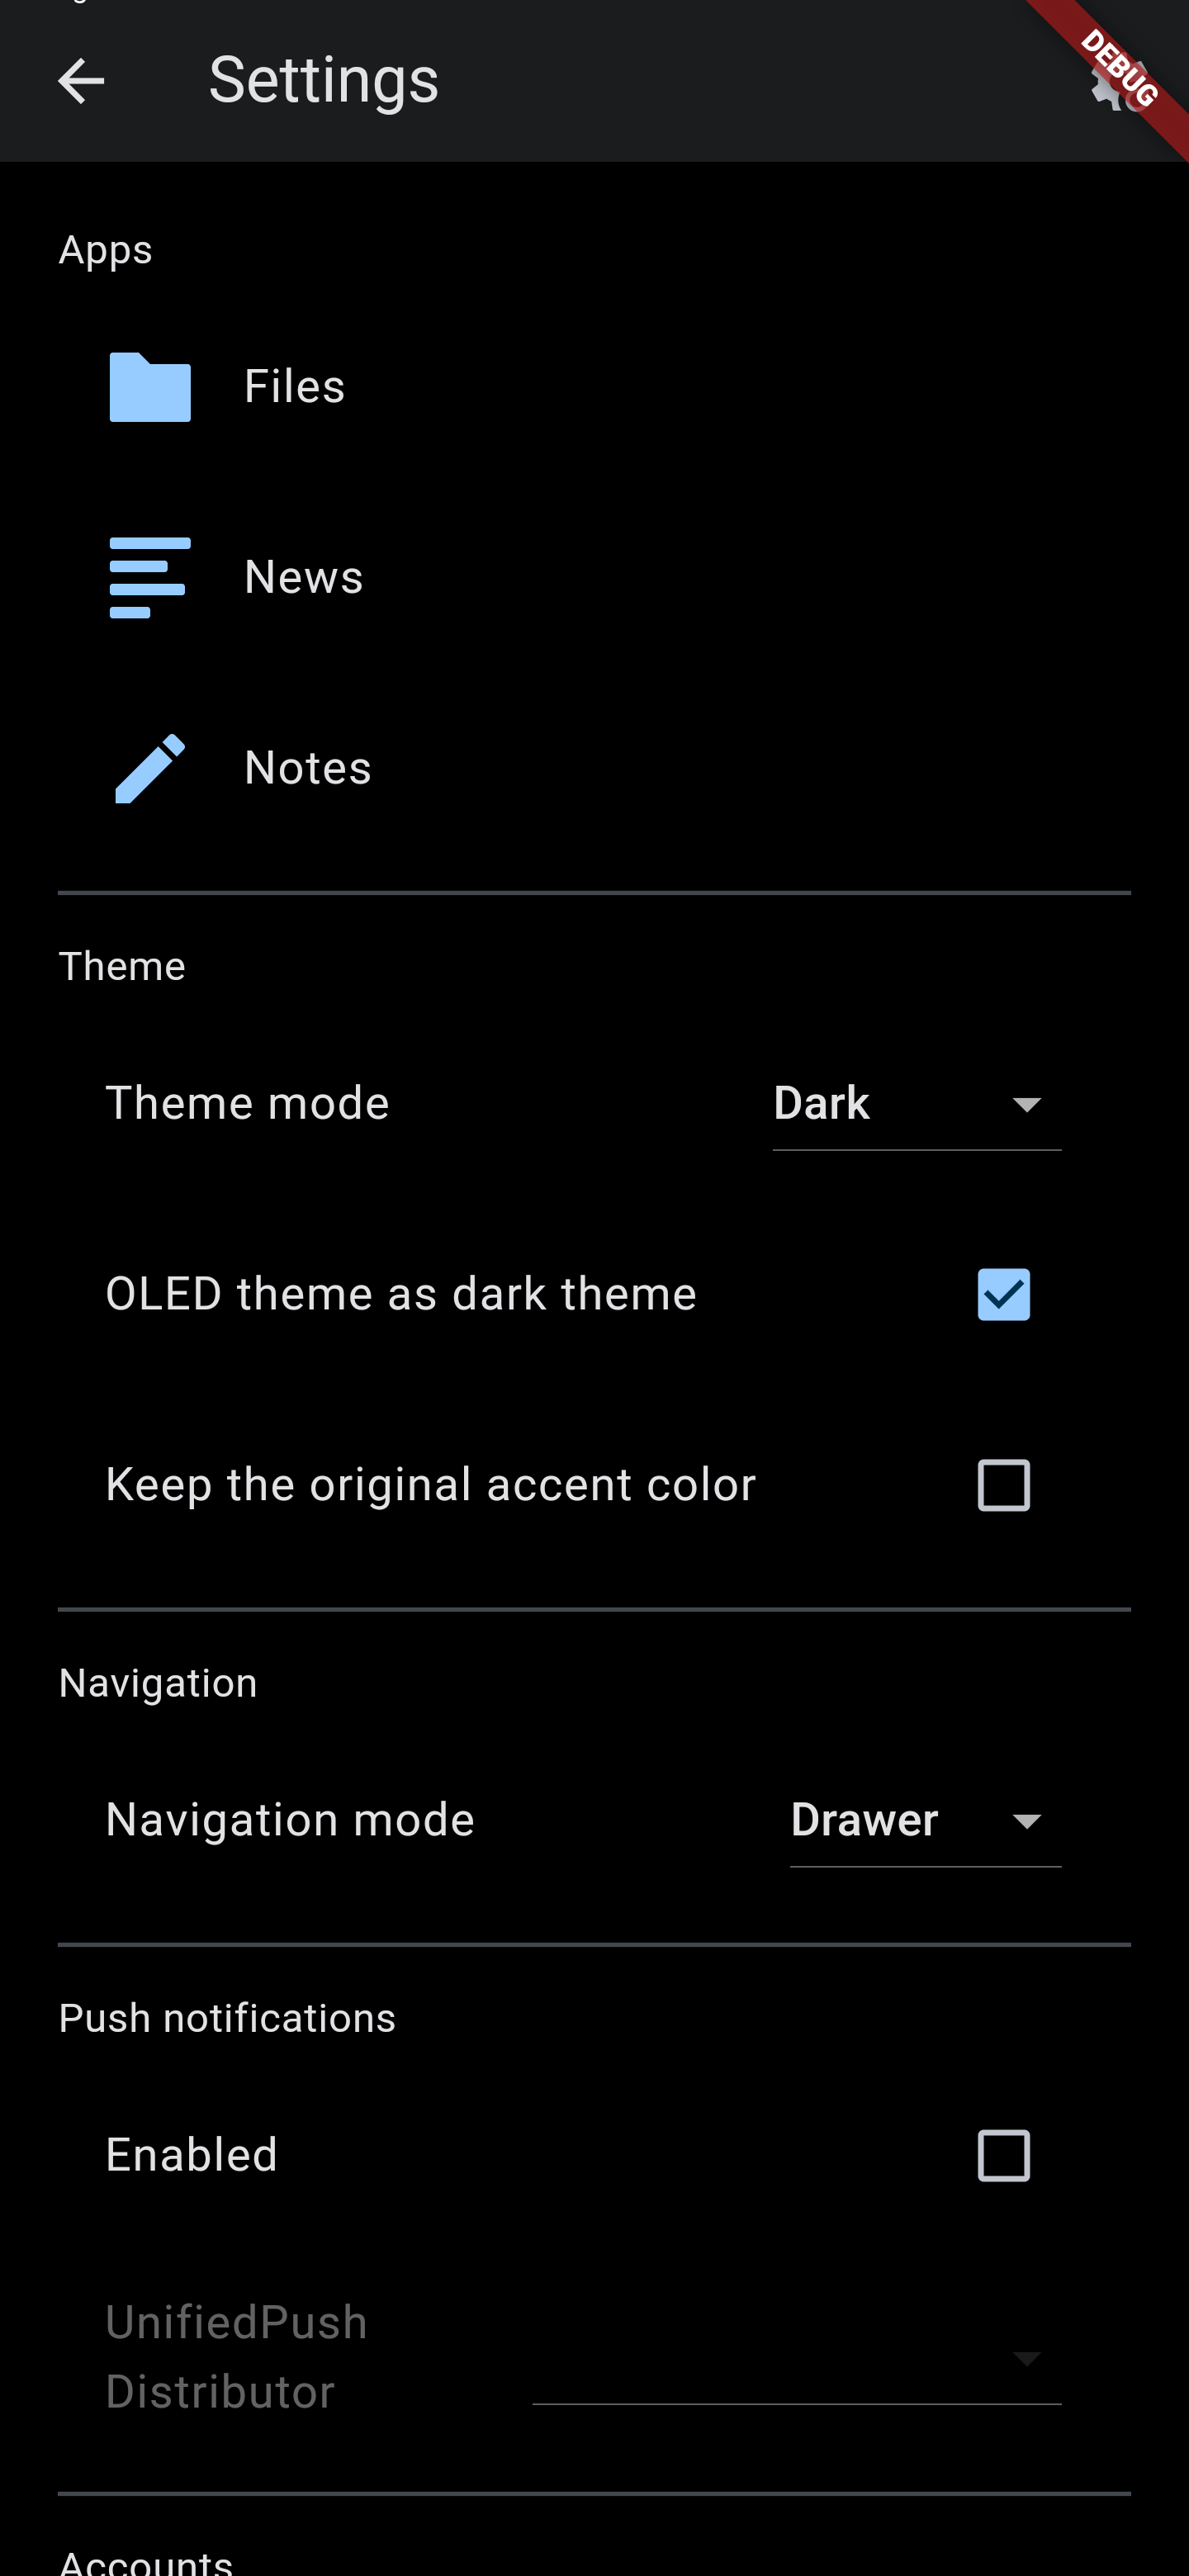 Settings
DEBUG
Apps
Files
News
Notes
Theme
Theme mode
Dark
OLED theme as dark theme
Keep the original accent color
Navigation
Navigation mode
Drawer
Push notifications
Enabled
UnifiedPush
Distributor
Accounts